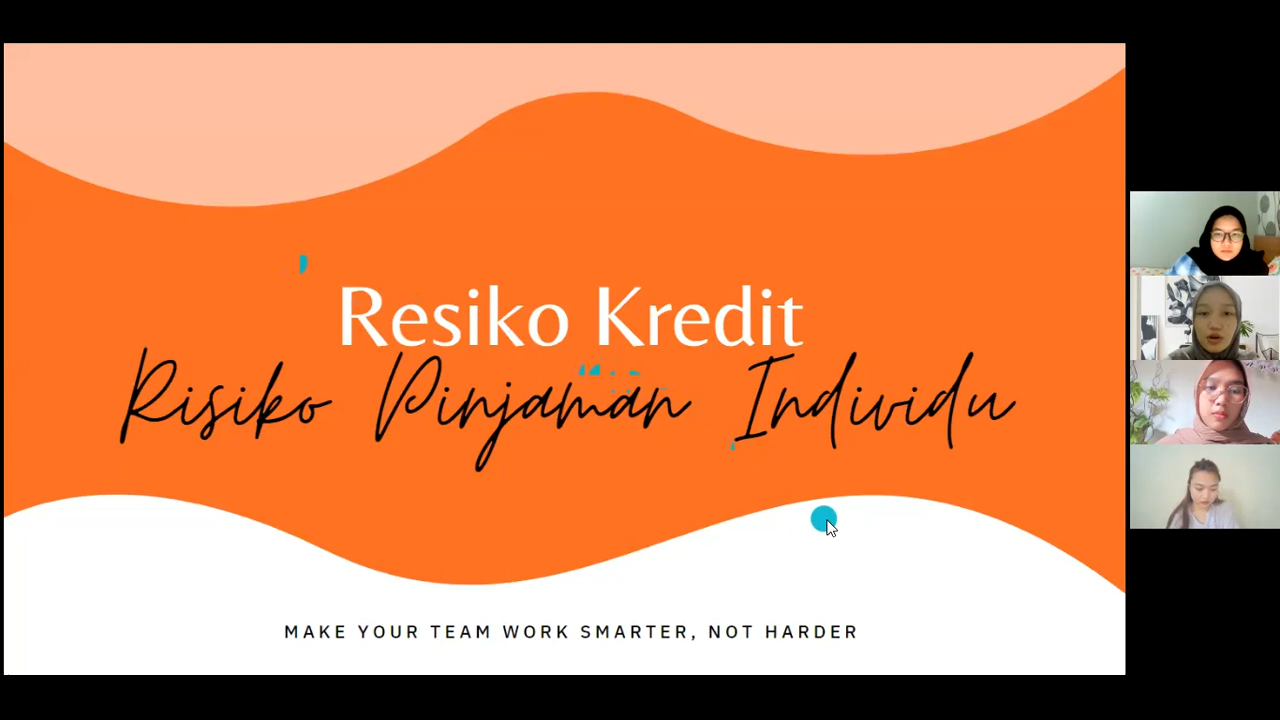 Resiko Kredit
Risiko Pinjaman Individu
MAKE YOUR TEAM WORK SMARTER, NOT HARDER